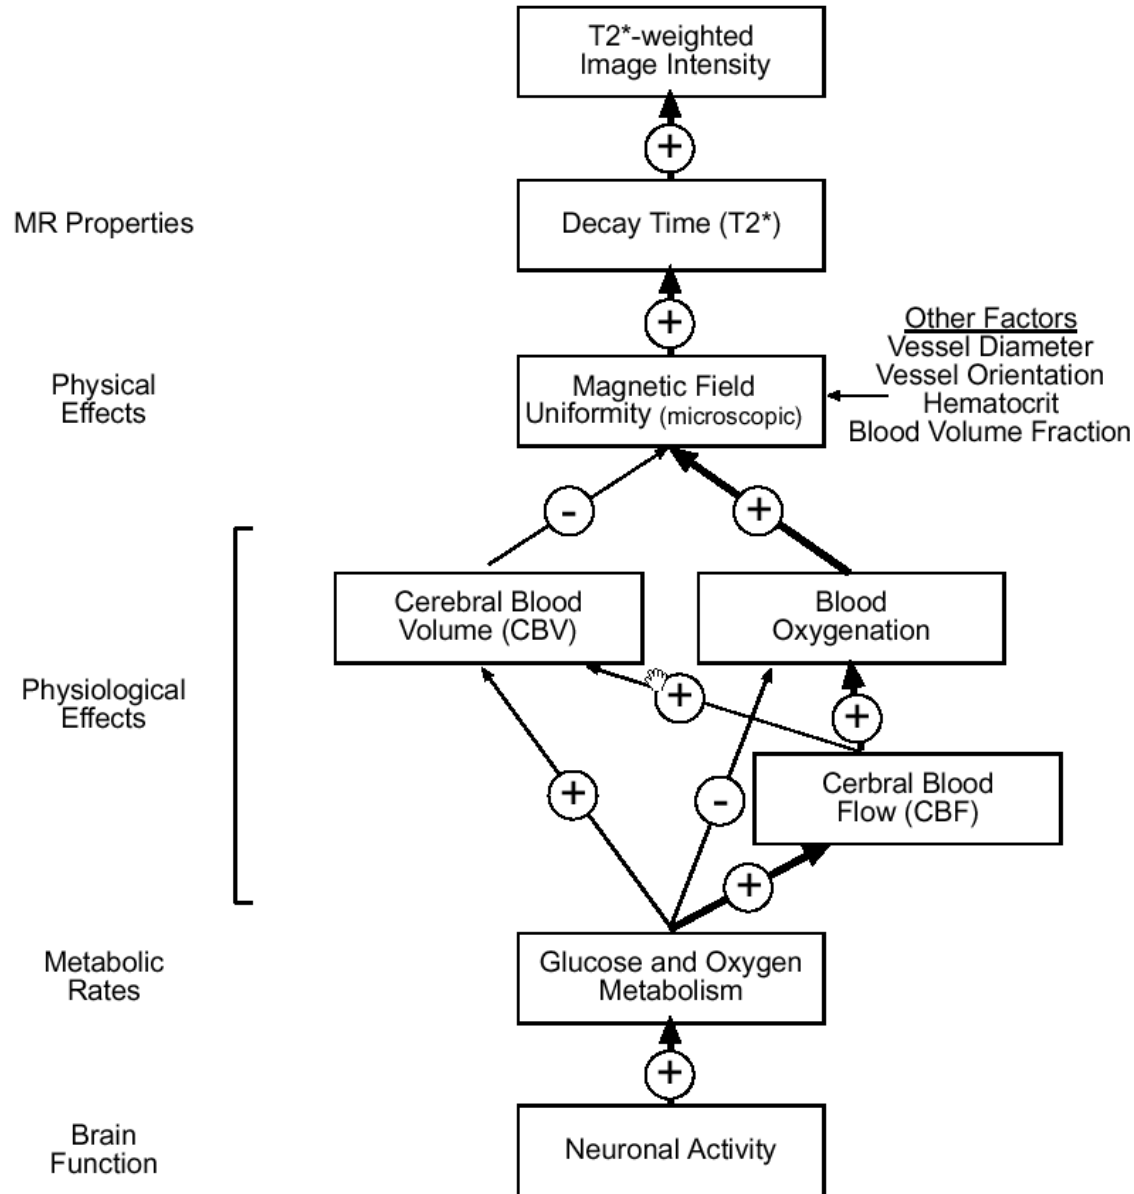 T2*-weighted
Image Intensity
+
MR Properties
Decay Time (T2*)
+
Physical
Effects
Magnetic Field
Uniformity (microscopic)
Other Factors
Vessel Diameter
Vessel Orientation
Hematocrit
Blood Volume Fraction
-
+
Cerebral Blood
Volume (CBV)
Blood
Oxygenation
Physiological
Effects
+
+
Cerbral Blood
Flow (CBF)
+
-
+
Metabolic
Rates
Glucose and Oxygen
Metabolism
+
Brain
Function
Neuronal Activity